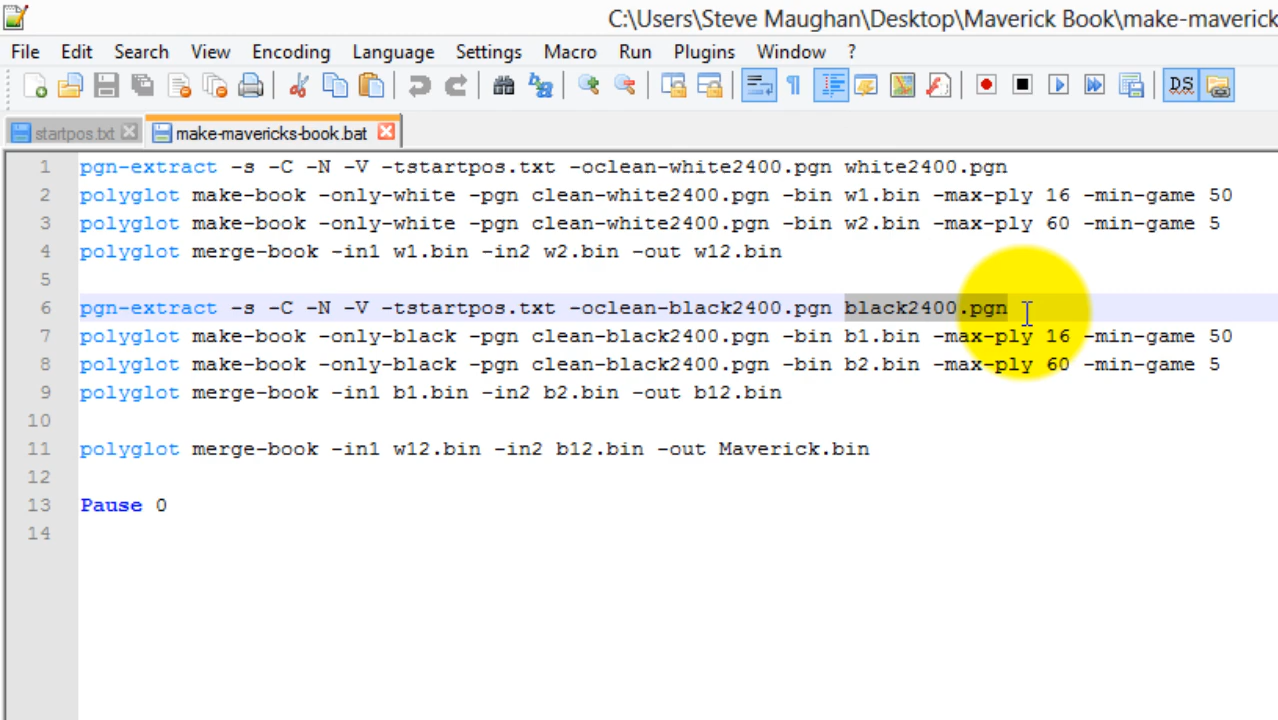 C:\Users\Steve Maughan\Desktop\Maverick Book\make-maverick
File Edit Search View Encoding Language Settings Macro Run Plugins Window ?
startpos.txt make-mavericks-book.bat
1 pgn-extract -s -C -N -V -tstartpos.txt -oclean-white2400.pgn white2400.pgn
2 polyglot make-book -only-white -pgn clean-white2400.pgn -bin w1.bin -max-ply 16 -min-game 50
3 polyglot make-book -only-white -pgn clean-white2400.pgn -bin w2.bin -max-ply 60 -min-game 5
4 polyglot merge-book -in1 w1.bin -in2 w2.bin -out w12.bin
5
6 pgn-extract -s -C -N -V -tstartpos.txt -oclean-black2400.pgn black2400.pgn
7 polyglot make-book -only-black -pgn clean-black2400.pgn -bin b1.bin -max-ply 16 -min-game 50
8 polyglot make-book -only-black -pgn clean-black2400.pgn -bin b2.bin -max-ply 60 -min-game 5
9 polyglot merge-book -in1 b1.bin -in2 b2.bin -out b12.bin
10
11 polyglot merge-book -in1 w12.bin -in2 b12.bin -out Maverick.bin
12
13 Pause 0
14